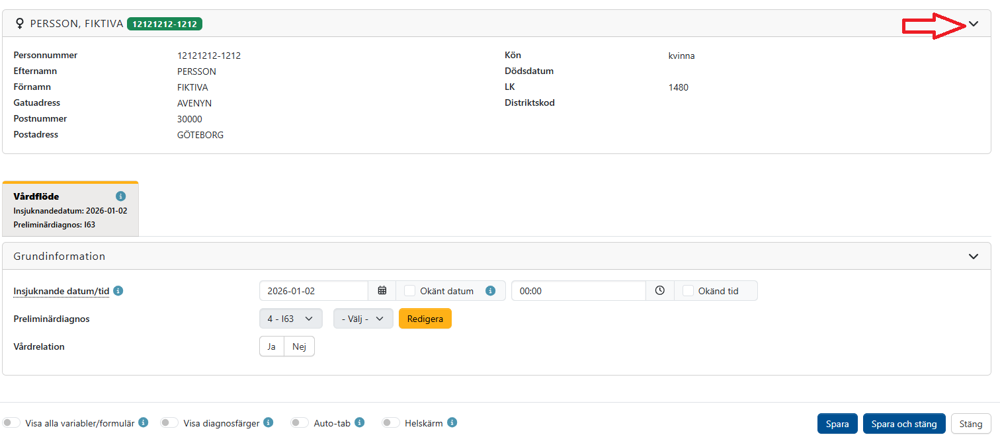 PERSSON, FIKTIVA 12121212-1212
Personnummer 12121212-1212
Efternamn PERSSON
Förnamn FIKTIVA
Gatuadress AVENYN
Postnummer 30000
Postadress GÖTEBORG
Kön kvinna
Dödsdatum
LK 1480
Distriktskod
Vårdflöde
Insjuknandedatum: 2026-01-02
Preliminärdiagnos: I63
Grundinformation
Insjuknande datum/tid 2026-01-02 Okänt datum 00:00 Okänd tid
Preliminärdiagnos 4 - I63 - Välj - Redigera
Vårdrelation Ja Nej
Visa alla variabler/formulär Visa diagnosfärger Auto-tab Helskärm Spara Spara och stäng Stäng